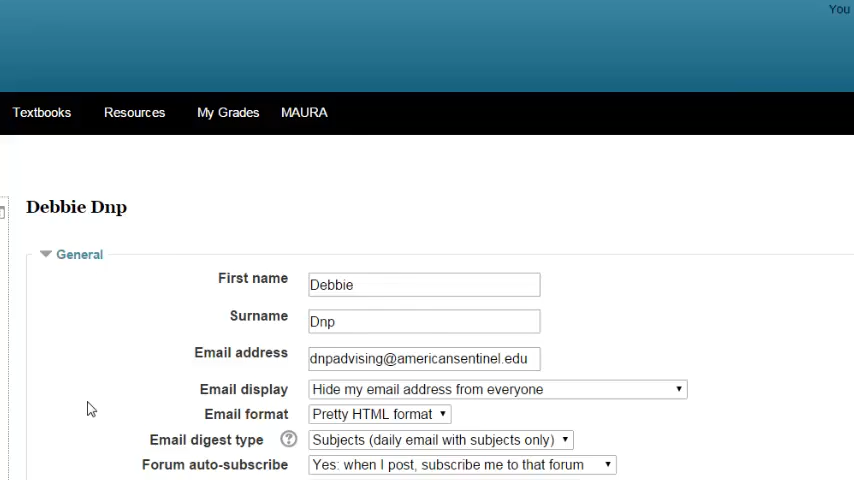 You
Textbooks Resources My Grades MAURA
Debbie Dnp
General
First name Debbie
Surname Dnp
Email address dnpadvising@americansentinel.edu
Email display Hide my email address from everyone
Email format Pretty HTML format
Email digest type ? Subjects (daily email with subjects only)
Forum auto-subscribe Yes: when I post, subscribe me to that forum